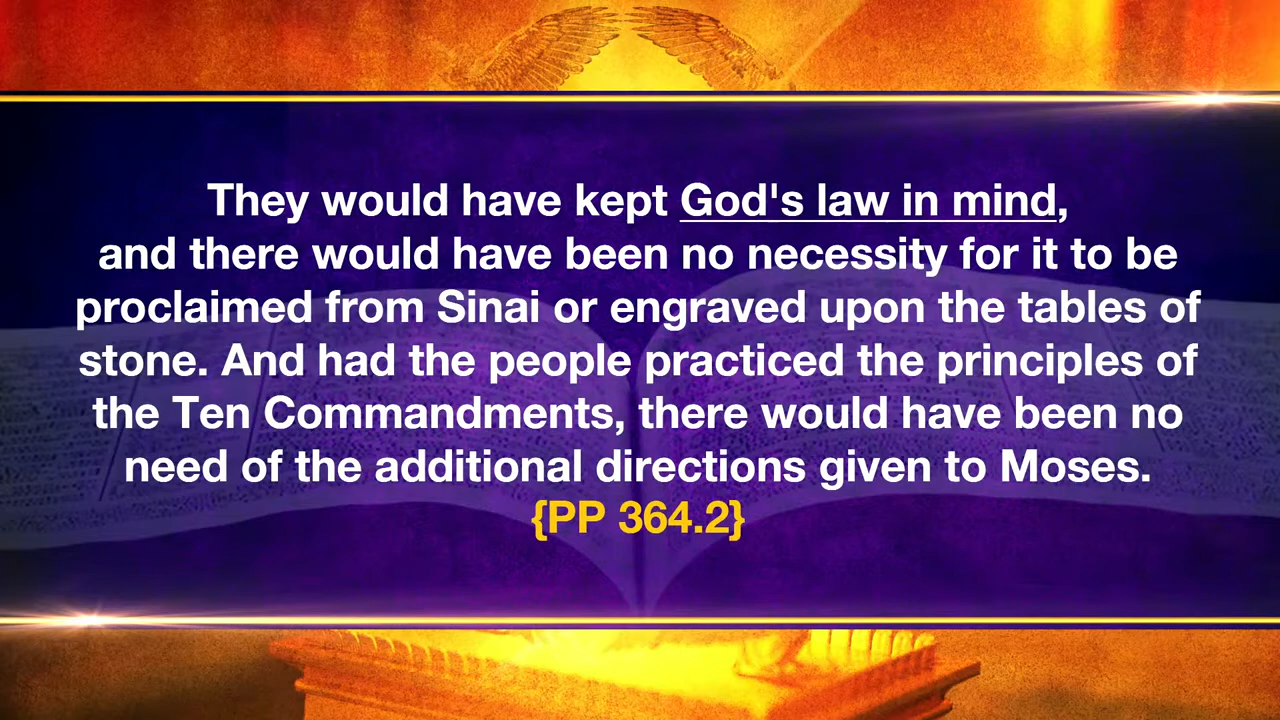 They would have kept God's law in mind,
and there would have been no necessity for it to be
proclaimed from Sinai or engraved upon the tables of
stone. And had the people practiced the principles of
the Ten Commandments, there would have been no
need of the additional directions given to Moses.
{PP 364.2}